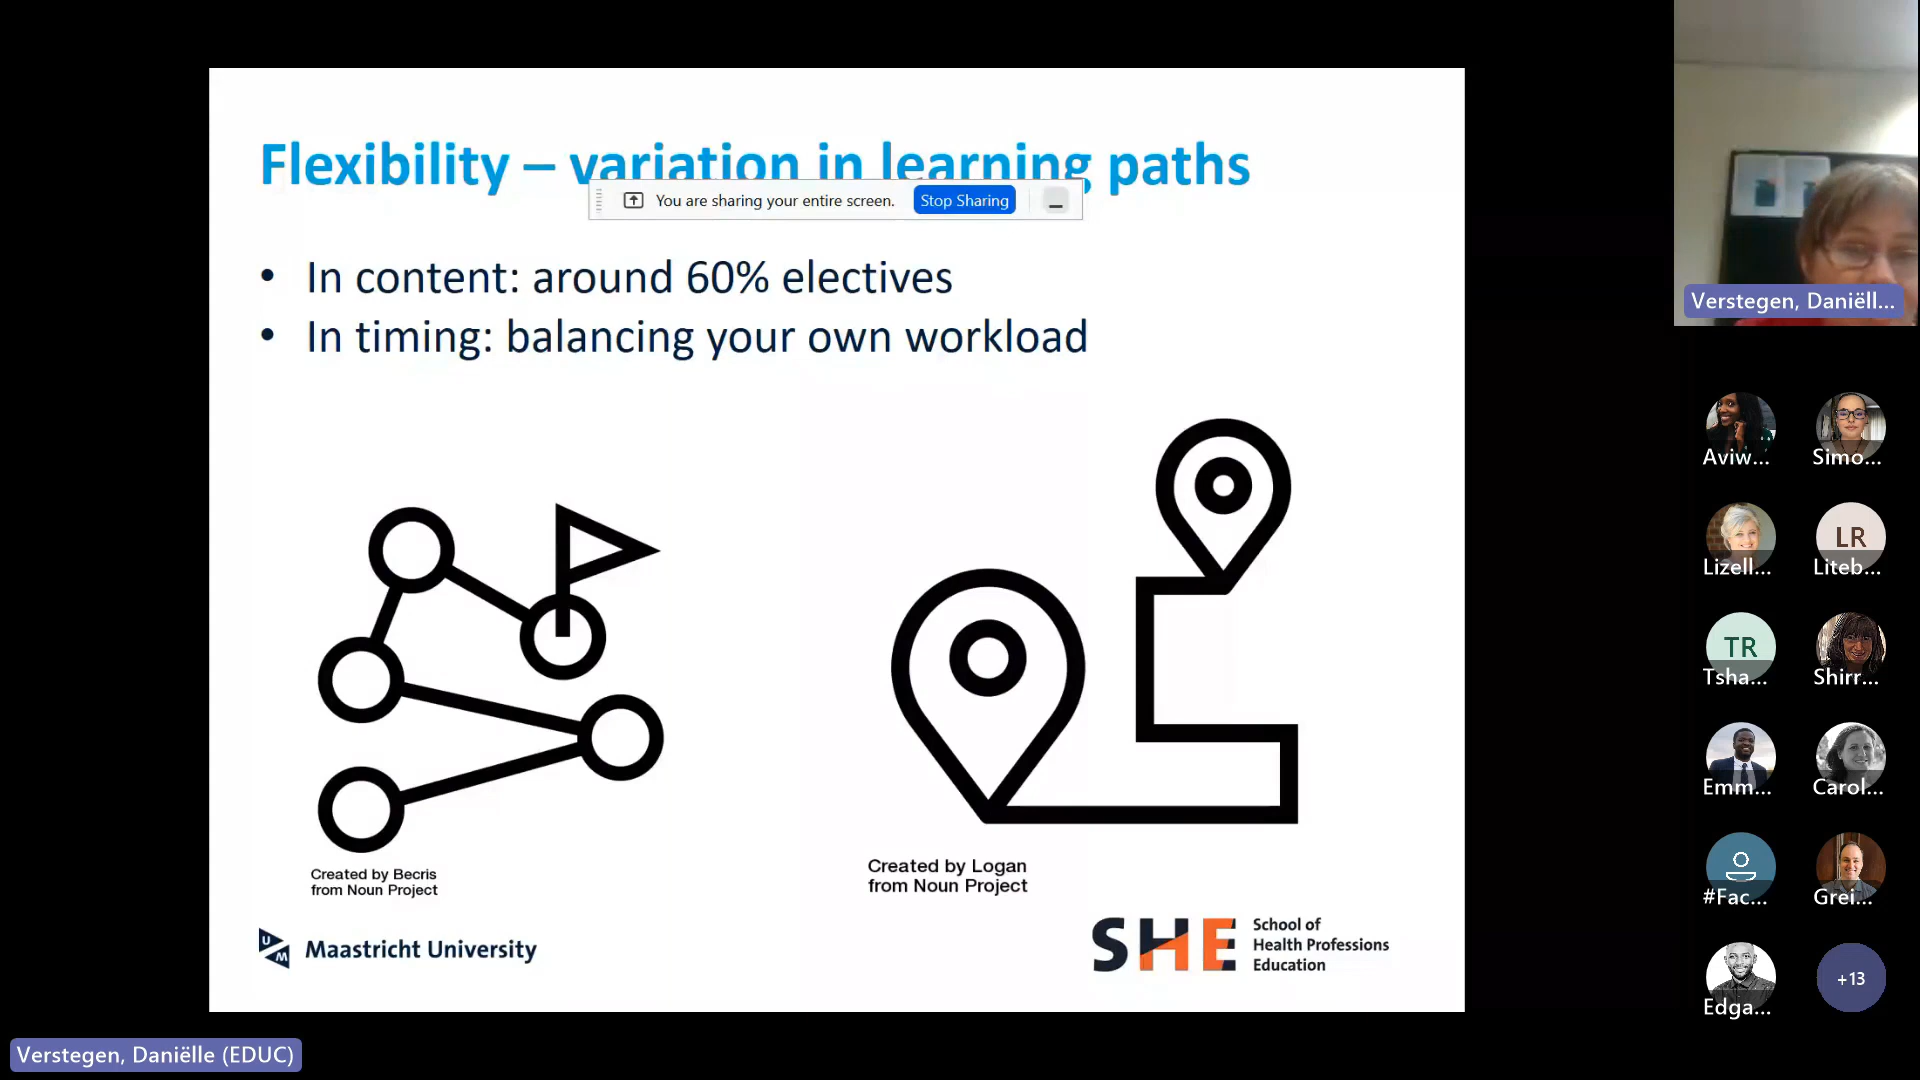 Flexibility – variation in learning paths
You are sharing your entire screen.
Stop Sharing
• In content: around 60% electives
• In timing: balancing your own workload
Created by Becris
from Noun Project
Created by Logan
from Noun Project
UM
Maastricht University
SHE
School of
Health Professions
Education
Verstegen, Daniëll...
Aviw...
Simo...
Lizell...
LR
Liteb...
TR
Tsha...
Shirr...
Emm...
Carol...
#Fac...
Grei...
Edga...
+13
Verstegen, Daniëlle (EDUC)